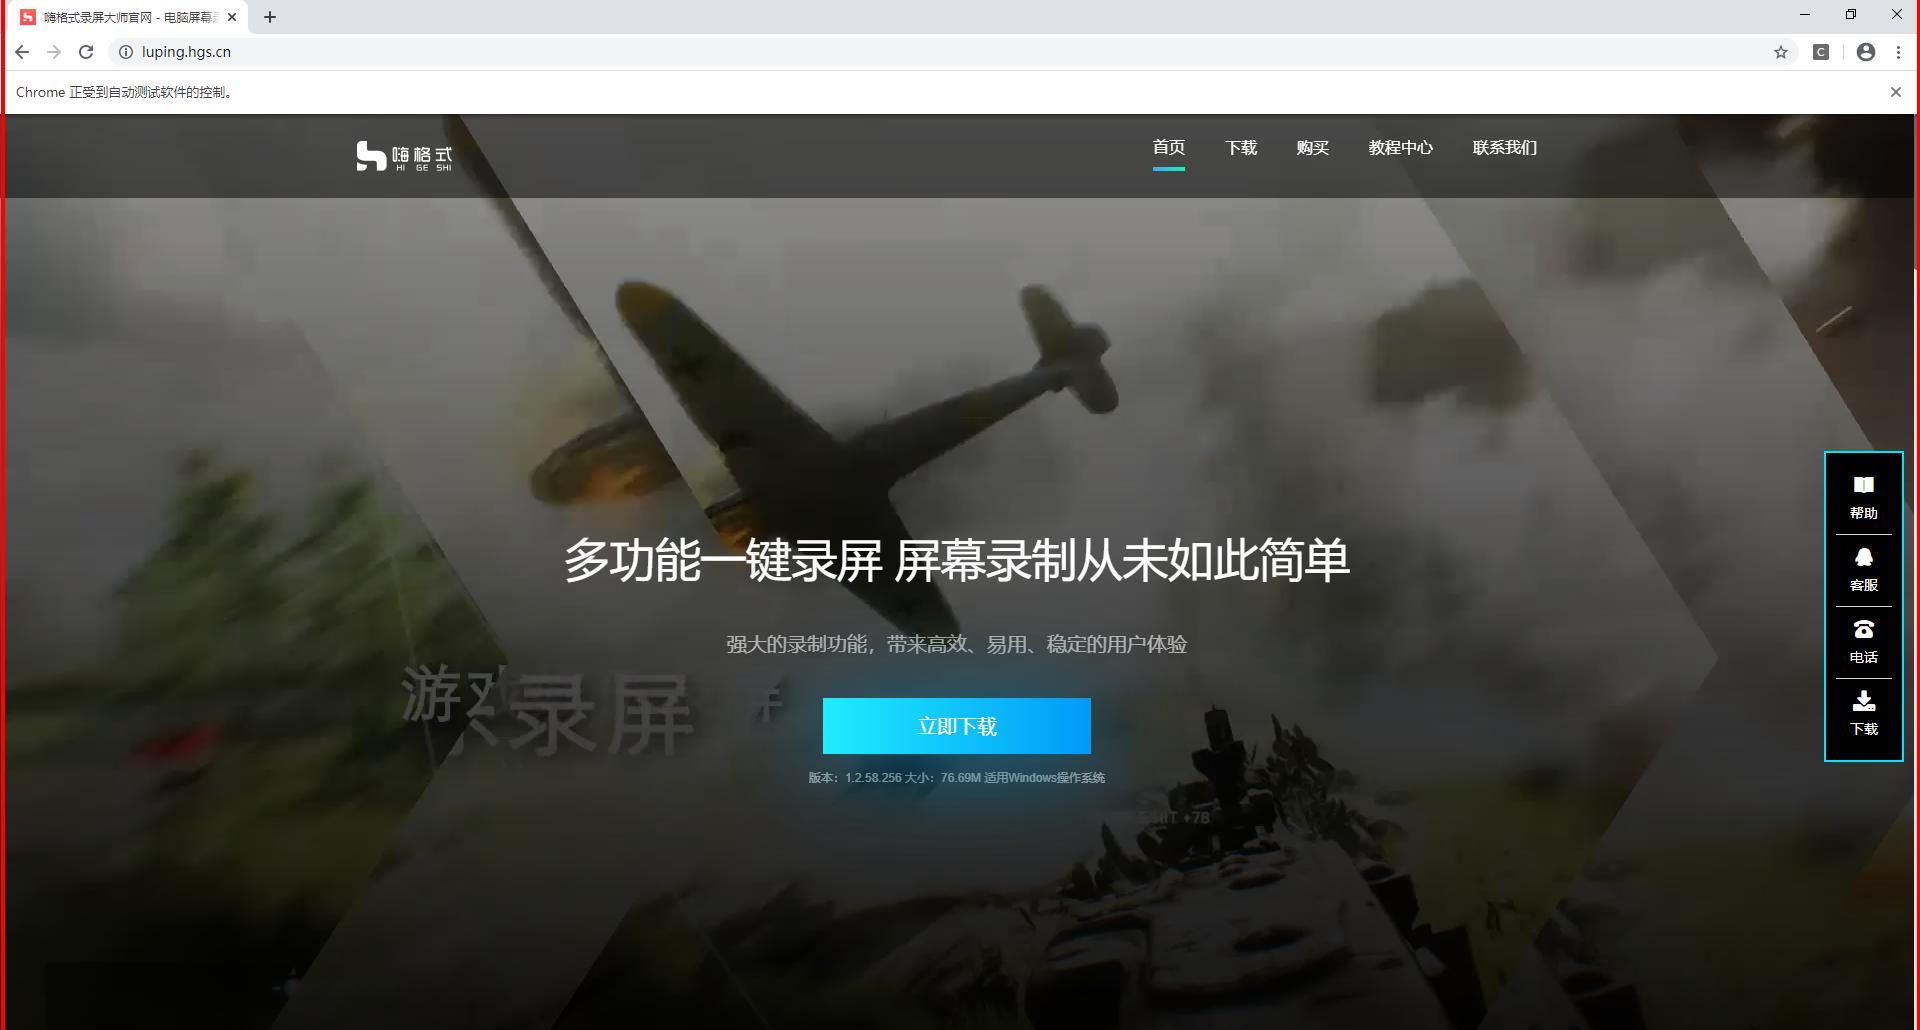 嗨格式录屏大师官网 - 电脑屏幕
luping.hgs.cn
Chrome 正受到自动测试软件的控制。
嗨格式
HI GE SHI
首页
下载
购买
教程中心
联系我们
多功能一键录屏 屏幕录制从未如此简单
强大的录制功能，带来高效、易用、稳定的用户体验
游
录屏
立即下载
版本：1.2.58.256 大小：76.69M 适用Windows操作系统
HIT +78
帮助
客服
电话
下载